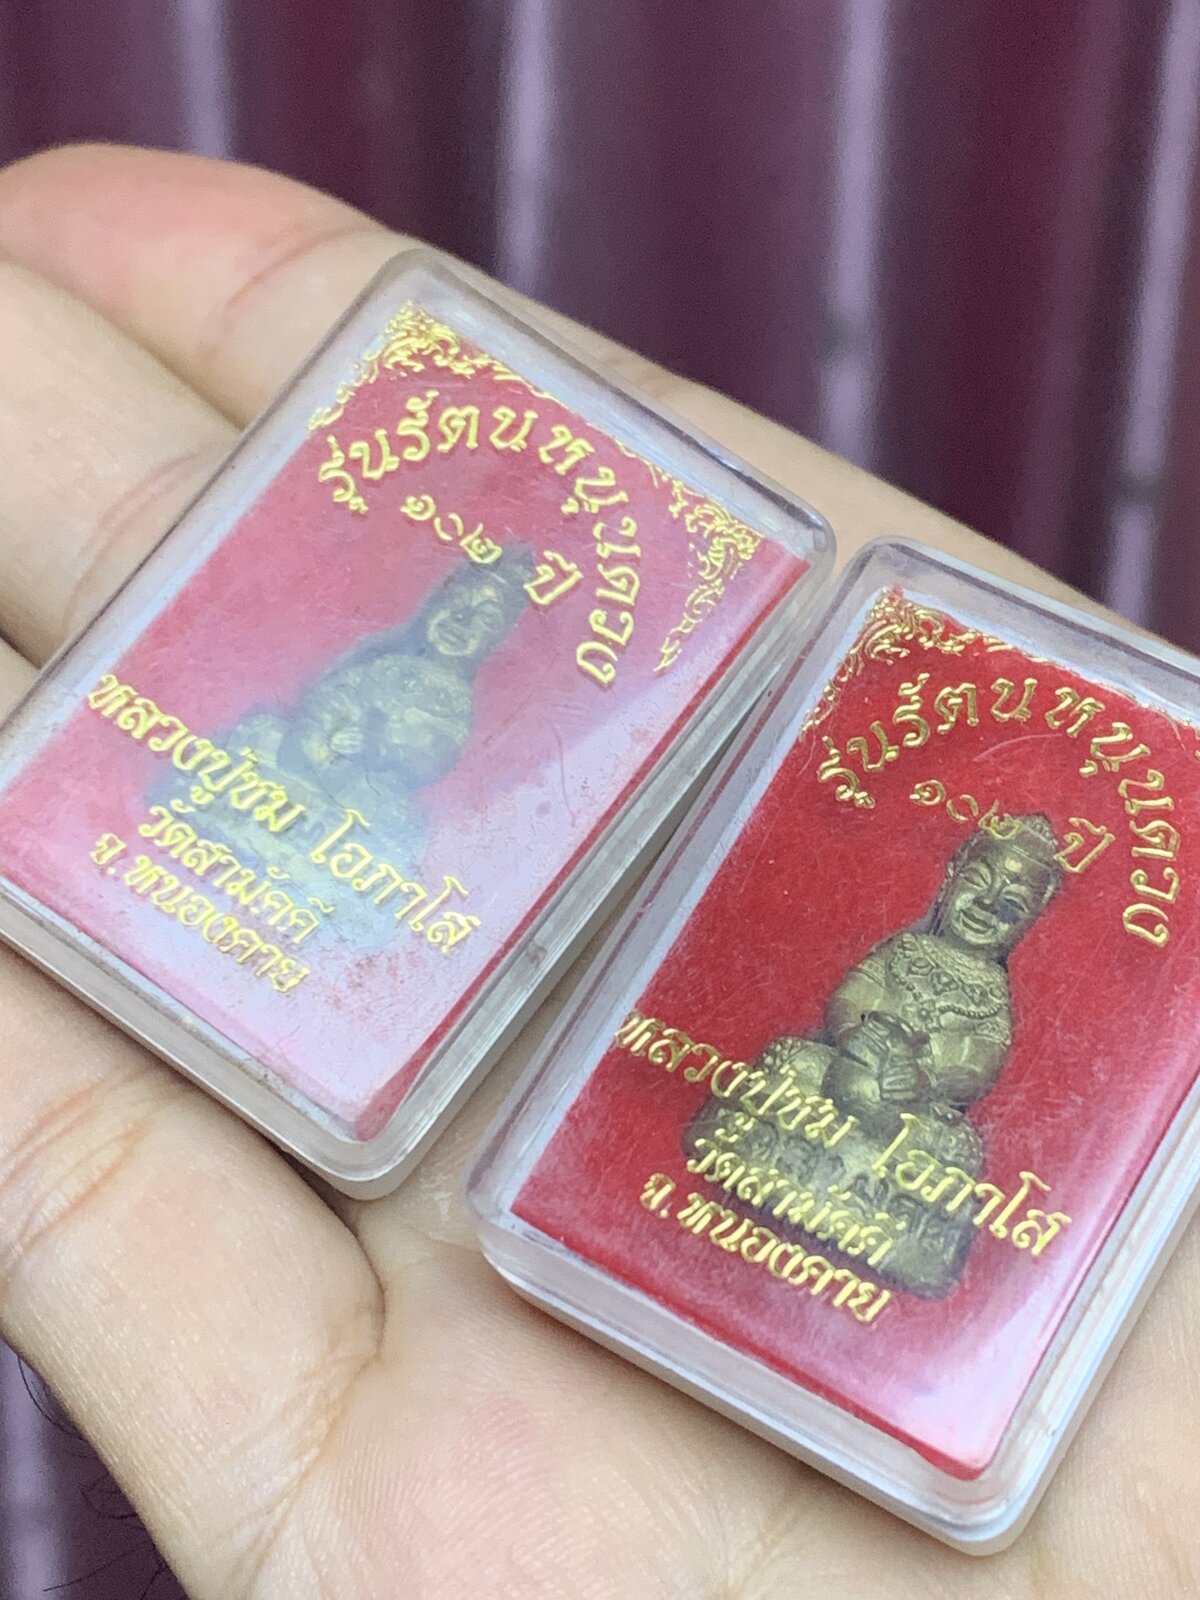 รุ่นรัตนหนุนดวง
๑๐๒ ปี
หลวงปู่ชม โอภาโส
วัดสามัคคี
จ.หนองคาย
รุ่นรัตนหนุนดวง
๑๐๒ ปี
หลวงปู่ชม โอภาโส
วัดสามัคคี
จ.หนองคาย